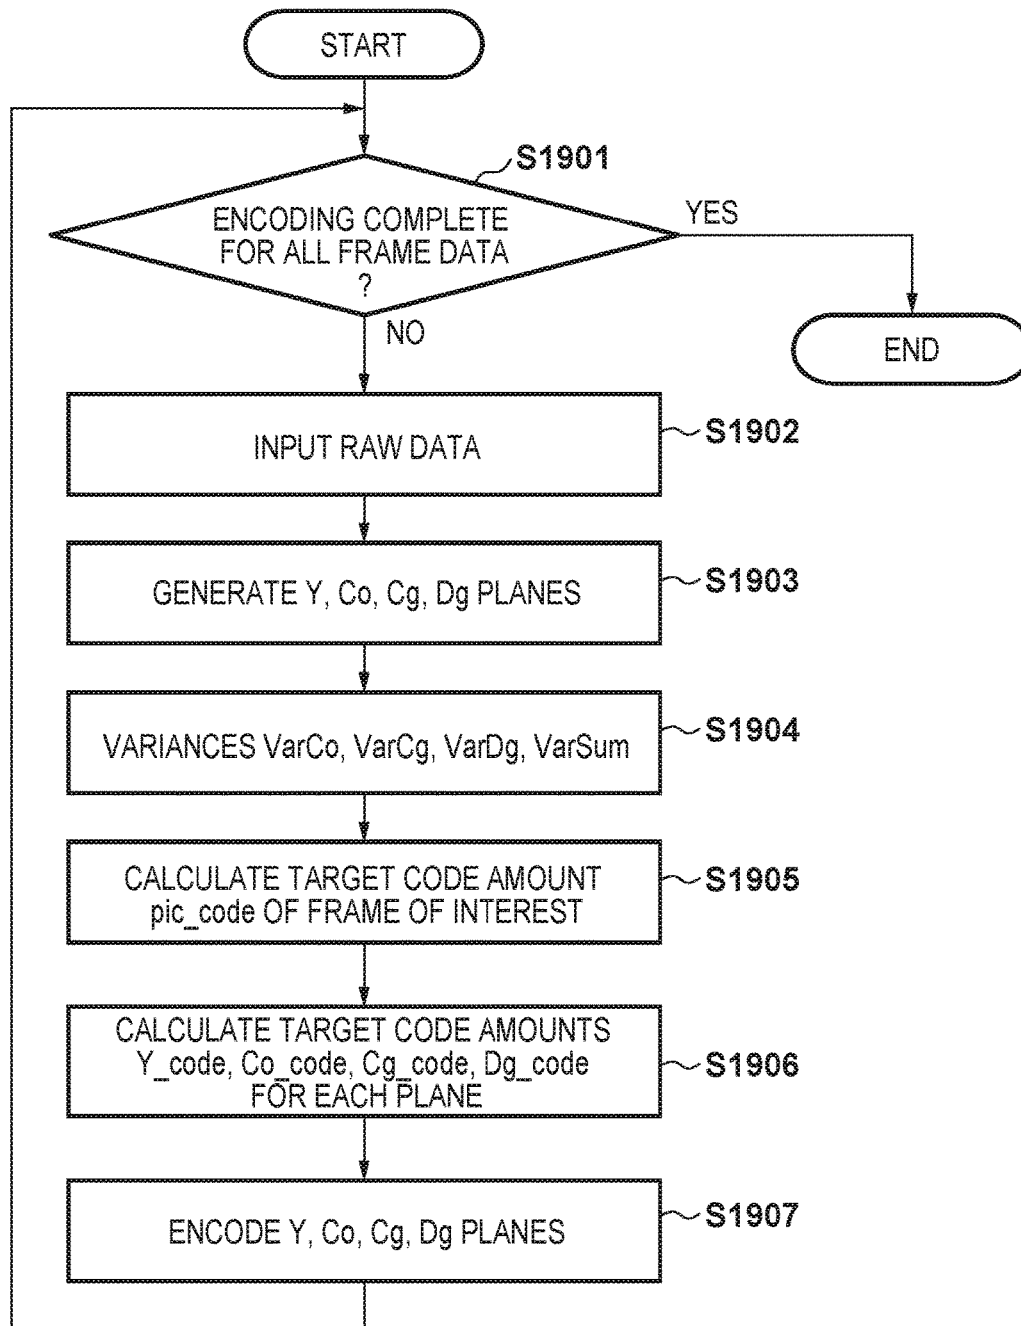 START
S1901
ENCODING COMPLETE
FOR ALL FRAME DATA
?
YES
NO
END
INPUT RAW DATA
S1902
GENERATE Y, Co, Cg, Dg PLANES
S1903
VARIANCES VarCo, VarCg, VarDg, VarSum
S1904
CALCULATE TARGET CODE AMOUNT
pic_code OF FRAME OF INTEREST
S1905
CALCULATE TARGET CODE AMOUNTS
Y_code, Co_code, Cg_code, Dg_code
FOR EACH PLANE
S1906
ENCODE Y, Co, Cg, Dg PLANES
S1907